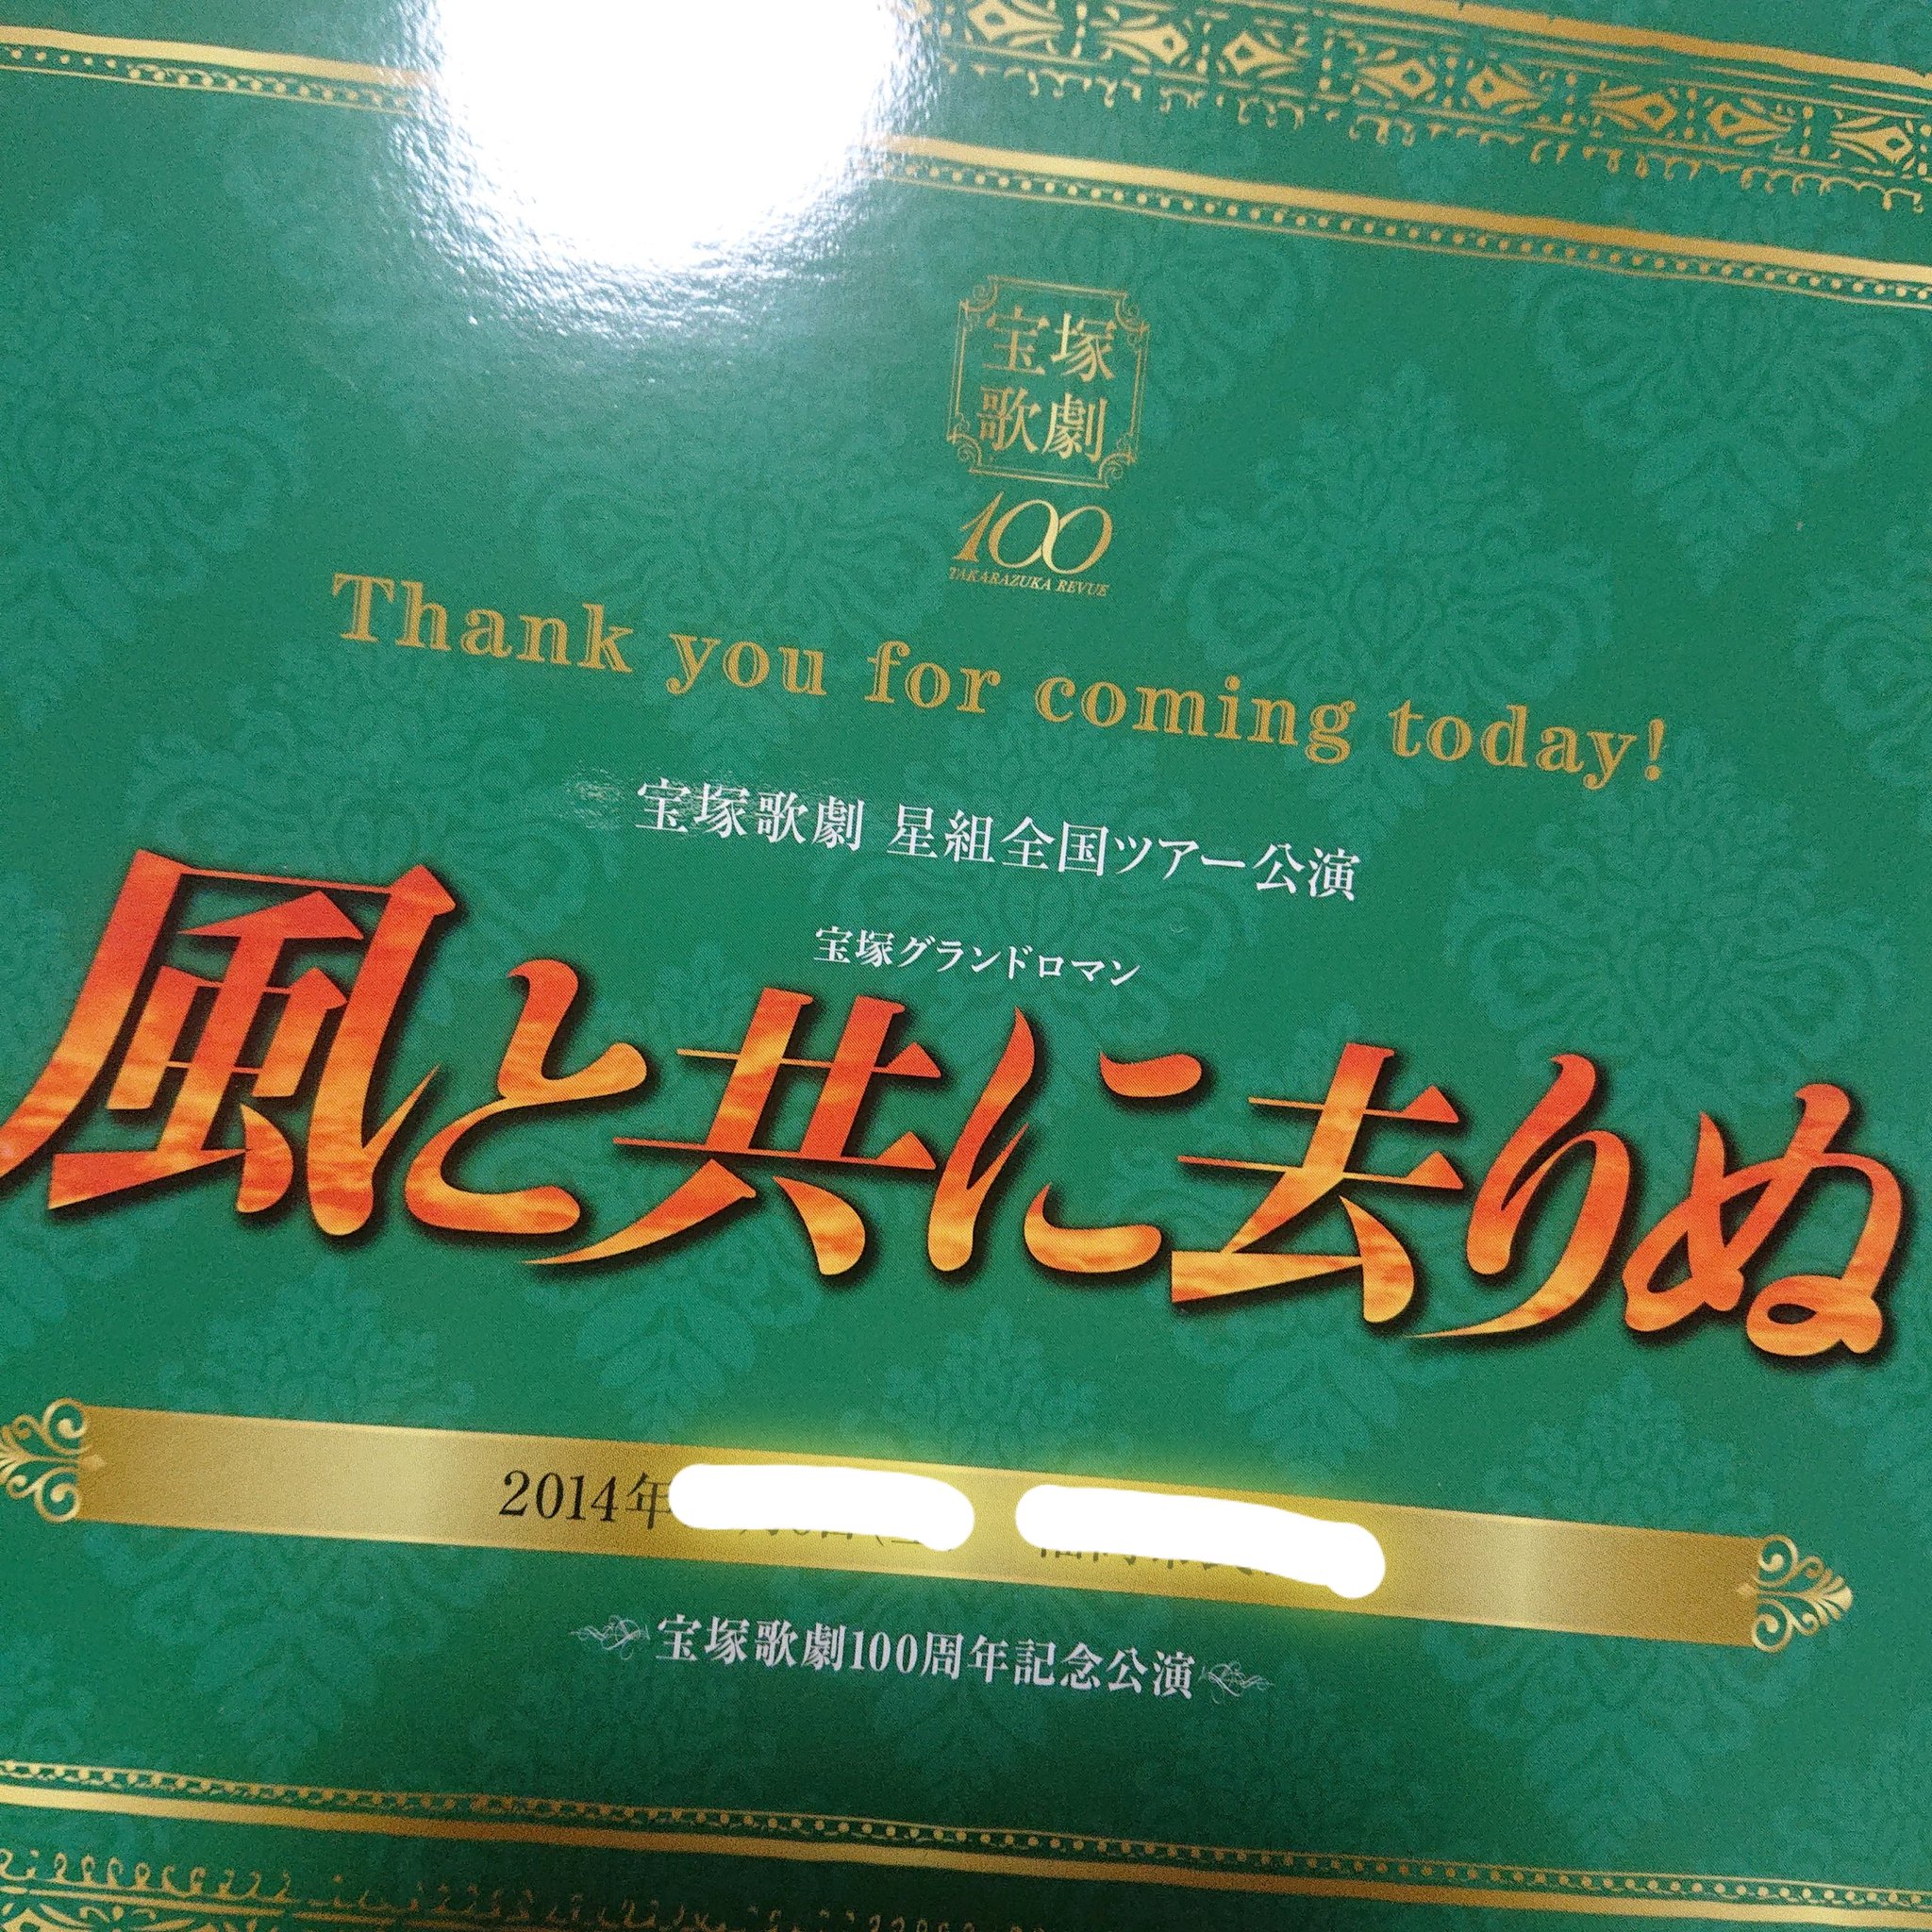 宝塚
歌劇
100
TAKARAZUKA REVUE
Thank you for coming today!
宝塚歌劇 星組全国ツアー公演
宝塚グランドロマン
風と共に去りぬ
2014年
宝塚歌劇100周年記念公演